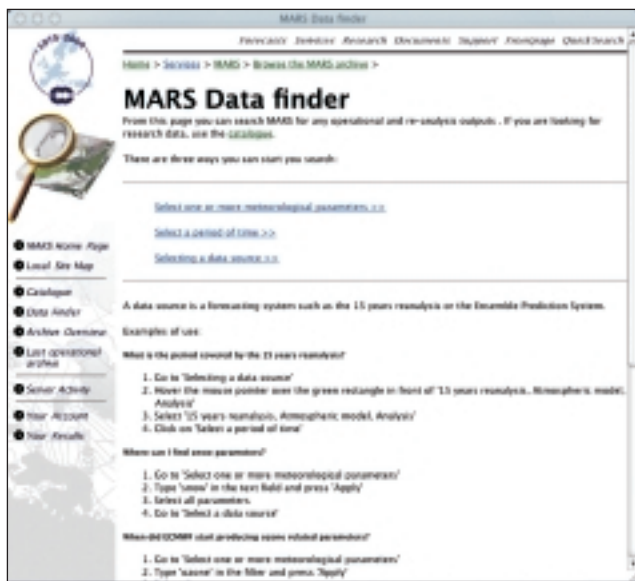 MARS Data finder
Forecasts Services Research Documents Support Frontpage QuickSearch
Home > Services > MARS > Browse the MARS archive >
MARS Data finder
From this page you can search MARS for any operational and re-analysis outputs . If you are looking for
research data, use the catalogue.
There are three ways you can start you search:
Select one or more meteorological parameters >>
Select a period of time >>
Selecting a data source >>
MARS Home Page
Local Site Map
Catalogue
Data Finder
Archive Overview
Last operational
archive
Server Activity
Your Account
Your Results
A data source is a forecasting system such as the 15 years reanalysis or the Ensemble Prediction System.
Examples of use:
What is the period covered by the 15 years reanalysis?
1. Go to 'Selecting a data source'
2. Hover the mouse pointer over the green rectangle in front of '15 years reanalysis, Atmospheric model,
Analysis'
3. Select '15 years reanalysis, Atmospheric model, Analysis'
4. Click on 'Select a period of time'
Where can I find snow parameters?
1. Go to 'Select one or more meteorological parameters'
2. Type 'snow' in the text field and press 'Apply'
3. Select all parameters
4. Go to 'Select a data source'
When did ECMWF start producing ozone related parameters?
1. Go to 'Select one or more meteorological parameters'
2. Type 'ozone' in the filter and press 'Apply'